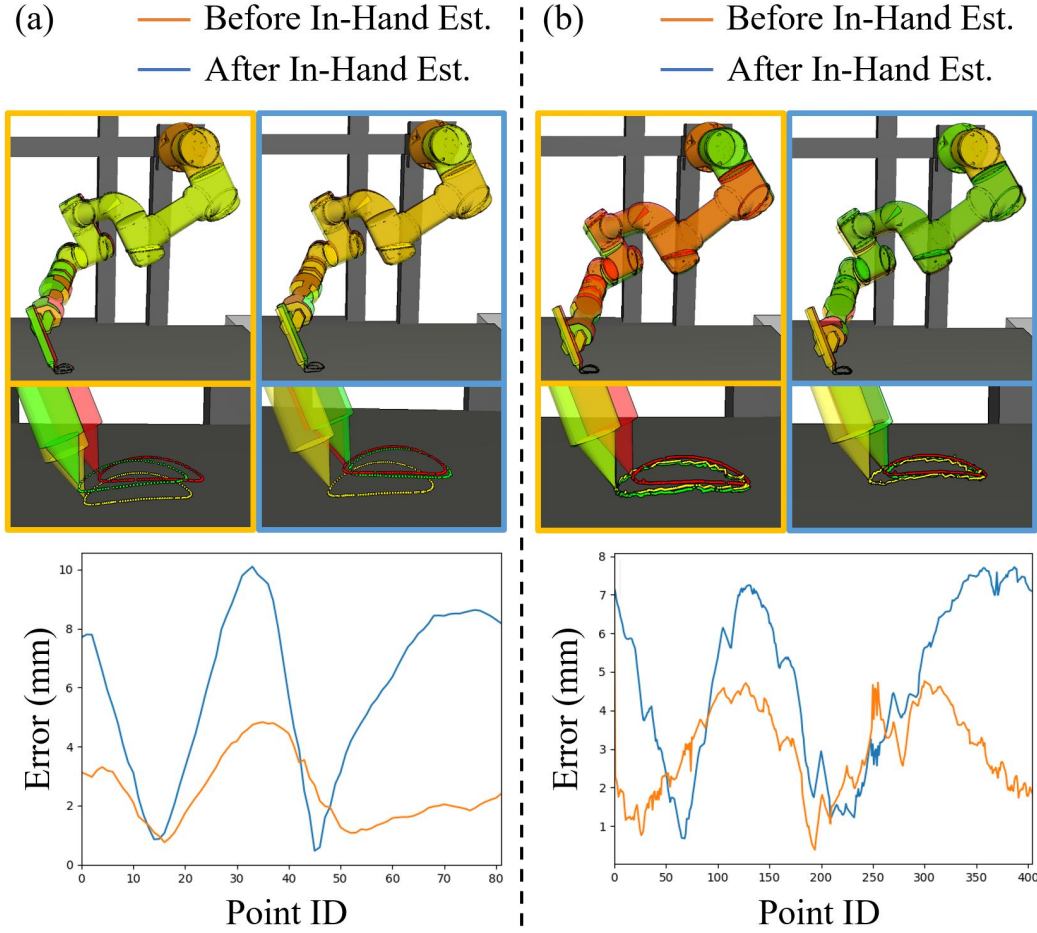 (a)
Before In-Hand Est.
After In-Hand Est.
(b)
Before In-Hand Est.
After In-Hand Est.
Error (mm)
10
8
6
4
2
0
0 10 20 30 40 50 60 70 80
Point ID
Error (mm)
8
7
6
5
4
3
2
1
0 50 100 150 200 250 300 350 400
Point ID